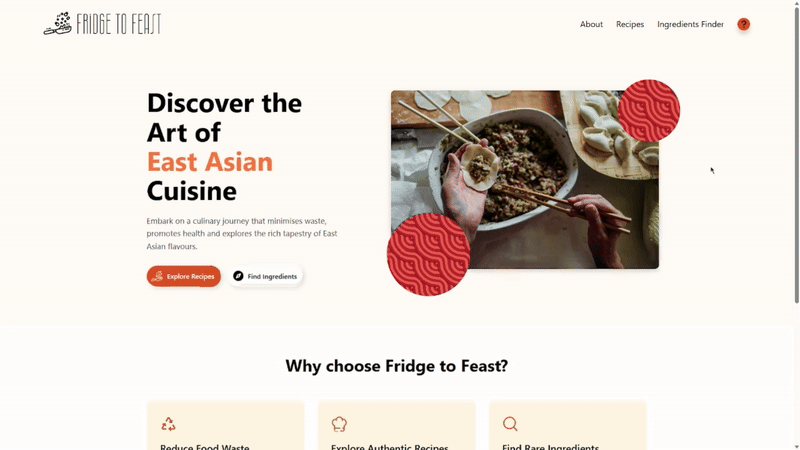 FRIDGE TO FEAST
About Recipes Ingredients Finder ?
Discover the
Art of
East Asian
Cuisine
Embark on a culinary journey that minimises waste,
promotes health and explores the rich tapestry of East
Asian flavours.
Explore Recipes Find Ingredients
Why choose Fridge to Feast?
Reduce Food Waste Explore Authentic Recipes Find Rare Ingredients